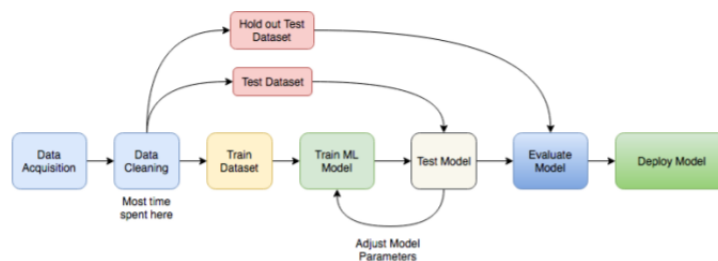 Hold out Test
Dataset
Test Dataset
Data
Acquisition
Data
Cleaning
Train
Dataset
Train ML
Model
Test Model
Evaluate
Model
Deploy Model
Most time
spent here
Adjust Model
Parameters